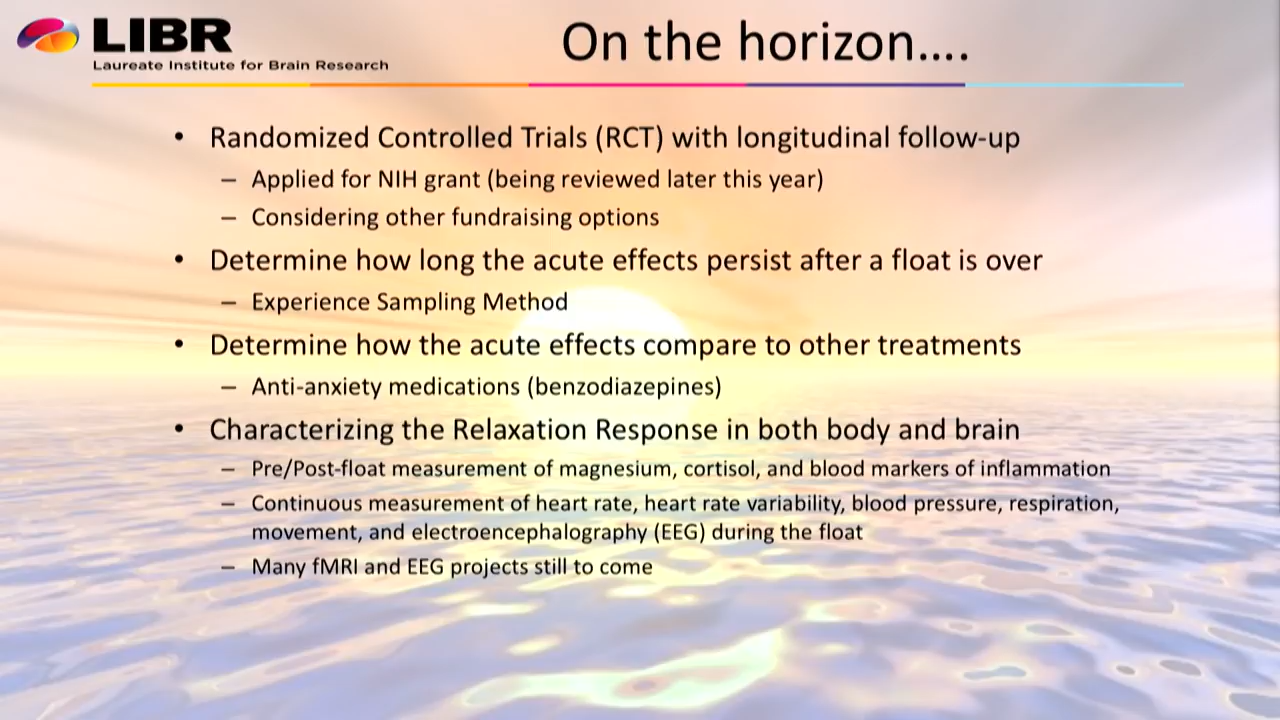 LIBR
Laureate Institute for Brain Research
On the horizon....
• Randomized Controlled Trials (RCT) with longitudinal follow-up
– Applied for NIH grant (being reviewed later this year)
– Considering other fundraising options
• Determine how long the acute effects persist after a float is over
– Experience Sampling Method
• Determine how the acute effects compare to other treatments
– Anti-anxiety medications (benzodiazepines)
• Characterizing the Relaxation Response in both body and brain
– Pre/Post-float measurement of magnesium, cortisol, and blood markers of inflammation
– Continuous measurement of heart rate, heart rate variability, blood pressure, respiration,
movement, and electroencephalography (EEG) during the float
– Many fMRI and EEG projects still to come